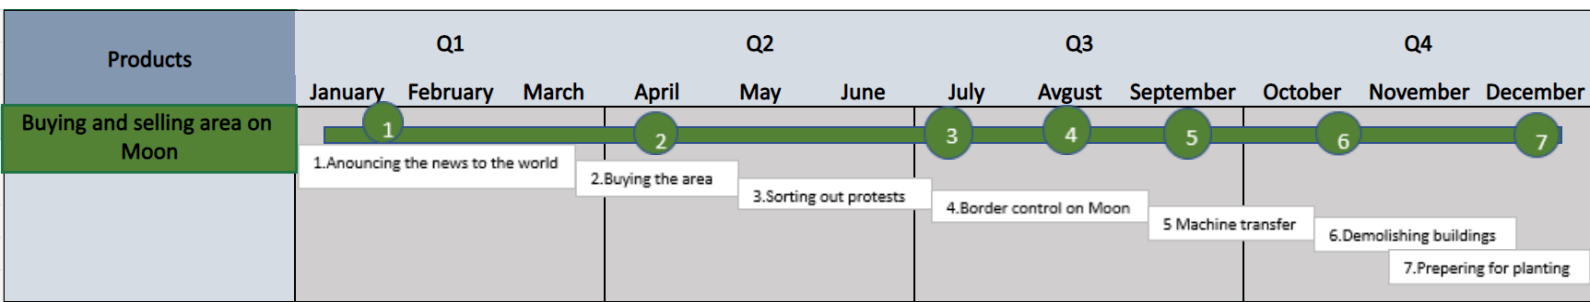 Products
Q1
Q2
Q3
Q4
January
February
March
April
May
June
July
Avgust
September
October
November
December
Buying and selling area on
Moon
1
2
3
4
5
6
7
1.Anouncing the news to the world
2.Buying the area
3.Sorting out protests
4.Border control on Moon
5 Machine transfer
6.Demolishing buildings
7.Prepering for planting